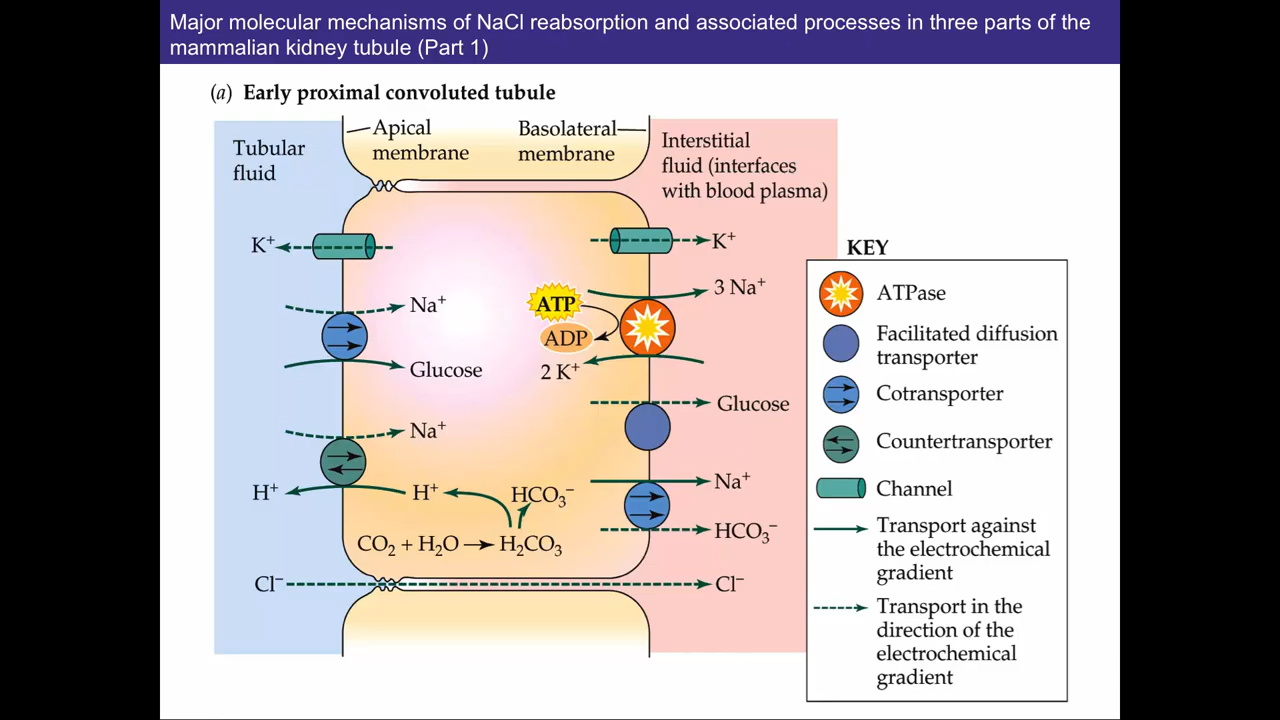 Major molecular mechanisms of NaCl reabsorption and associated processes in three parts of the
mammalian kidney tubule (Part 1)
(a) Early proximal convoluted tubule
Tubular
fluid
Apical
membrane
Basolateral
membrane
Interstitial
fluid (interfaces
with blood plasma)
K⁺
K⁺
Na⁺
ATP
3 Na⁺
ADP
Glucose
2 K⁺
Glucose
Na⁺
Na⁺
H⁺
H⁺
HCO₃⁻
HCO₃⁻
CO₂ + H₂O → H₂CO₃
Cl⁻
Cl⁻
KEY
ATPase
Facilitated diffusion
transporter
Cotransporter
Countertransporter
Channel
Transport against
the electrochemical
gradient
Transport in the
direction of the
electrochemical
gradient